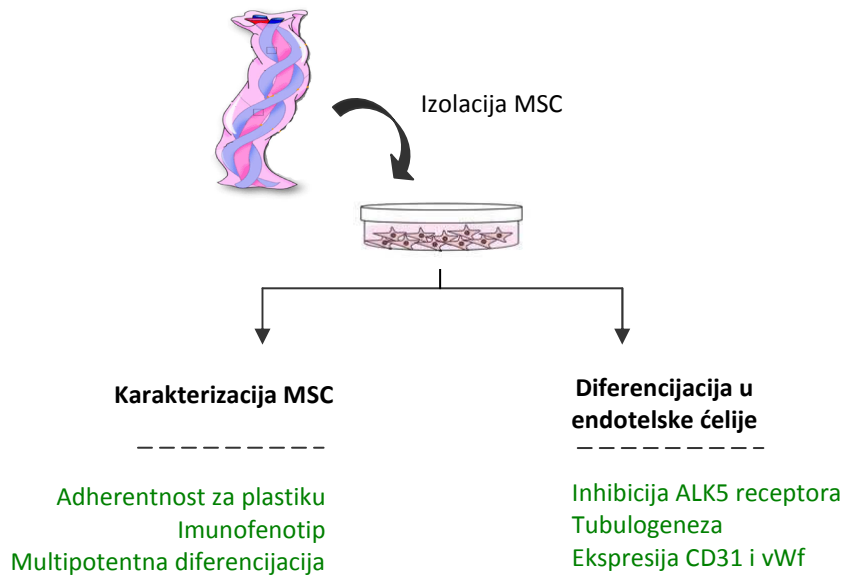 Izolacija MSC
Karakterizacija MSC
Adherentnost za plastiku
Imunofenotip
Multipotentna diferencijacija
Diferencijacija u
endotelske ćelije
Inhibicija ALK5 receptora
Tubulogeneza
Ekspresija CD31 i vWf